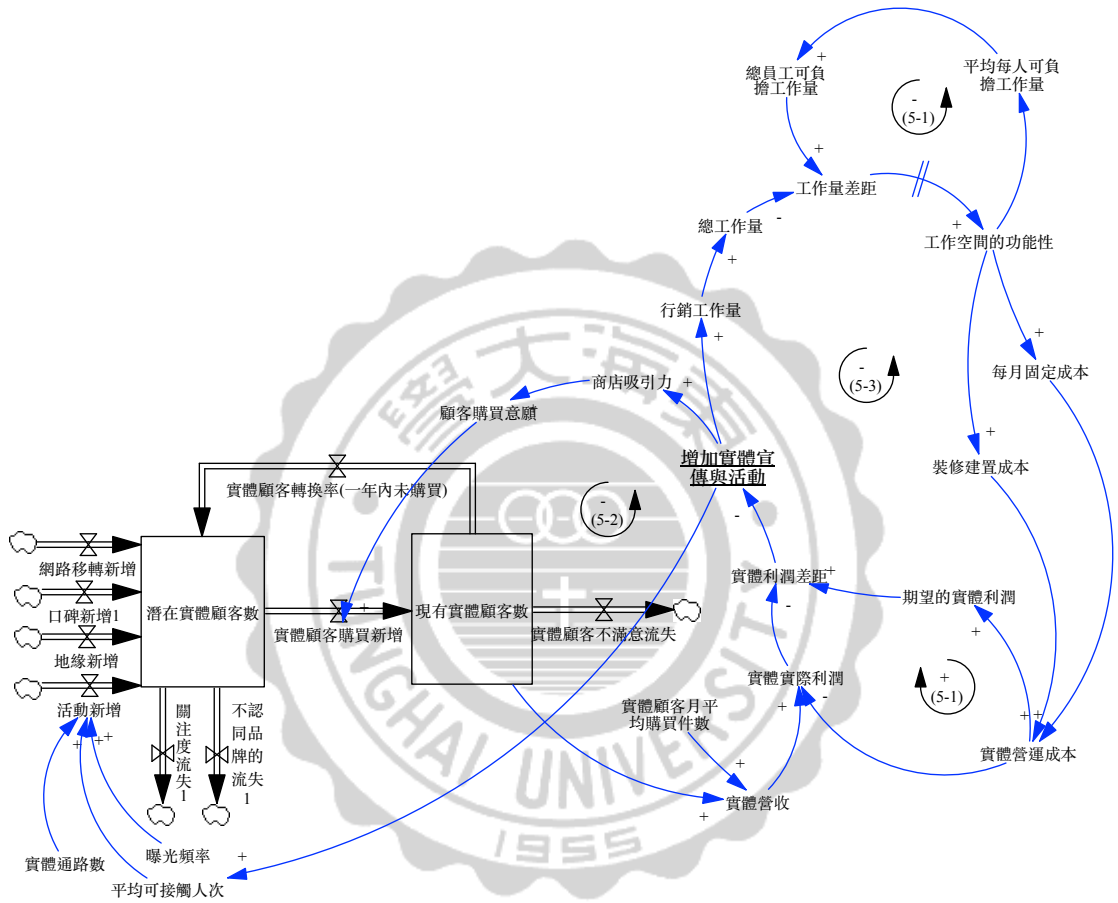 總員工可負
擔工作量
+
平均每人可負
擔工作量
-
(5-1)
+
工作量差距
-
總工作量
+
+
工作空間的功能性
行銷工作量
+
+
每月固定成本
-
(5-3)
商店吸引力
+
顧客購買意願
+
增加實體宣
傳與活動
+
裝修建置成本
實體顧客轉換率(一年內未購買)
-
(5-2)
-
網路移轉新增
口碑新增1
地緣新增
活動新增
潛在實體顧客數
+
實體顧客購買新增
現有實體顧客數
實體顧客不滿意流失
實體利潤差距
+
-
期望的實體利潤
+
實體實際利潤
-
+
+
(5-1)
關注度流失1
不認
同品
牌的
流失
1
+
+
+
實體顧客月平
均購買件數
+
+
+
實體營運成本
實體營收
+
實體通路數
曝光頻率
+
平均可接觸人次
學大海東
TUNGHAI UNIVERSITY
1955